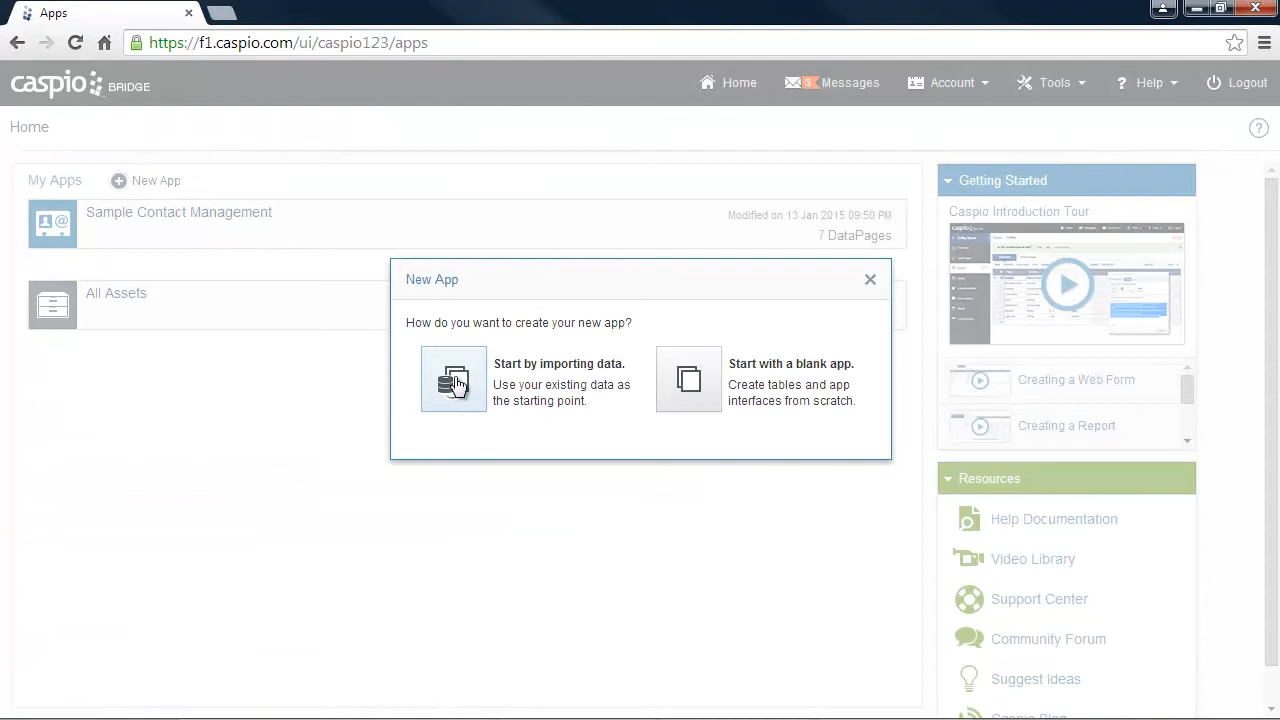 Apps
https://f1.caspio.com/ui/caspio123/apps
caspio BRIDGE
Home
3 Messages
Account
Tools
? Help
Logout
Home
?
My Apps
New App
Sample Contact Management
Modified on 13 Jan 2015 09:50 PM
7 DataPages
All Assets
New App
How do you want to create your new app?
Start by importing data.
Use your existing data as
the starting point.
Start with a blank app.
Create tables and app
interfaces from scratch.
Getting Started
Caspio Introduction Tour
Creating a Web Form
Creating a Report
Resources
Help Documentation
Video Library
Support Center
Community Forum
Suggest Ideas
Caspio Blog